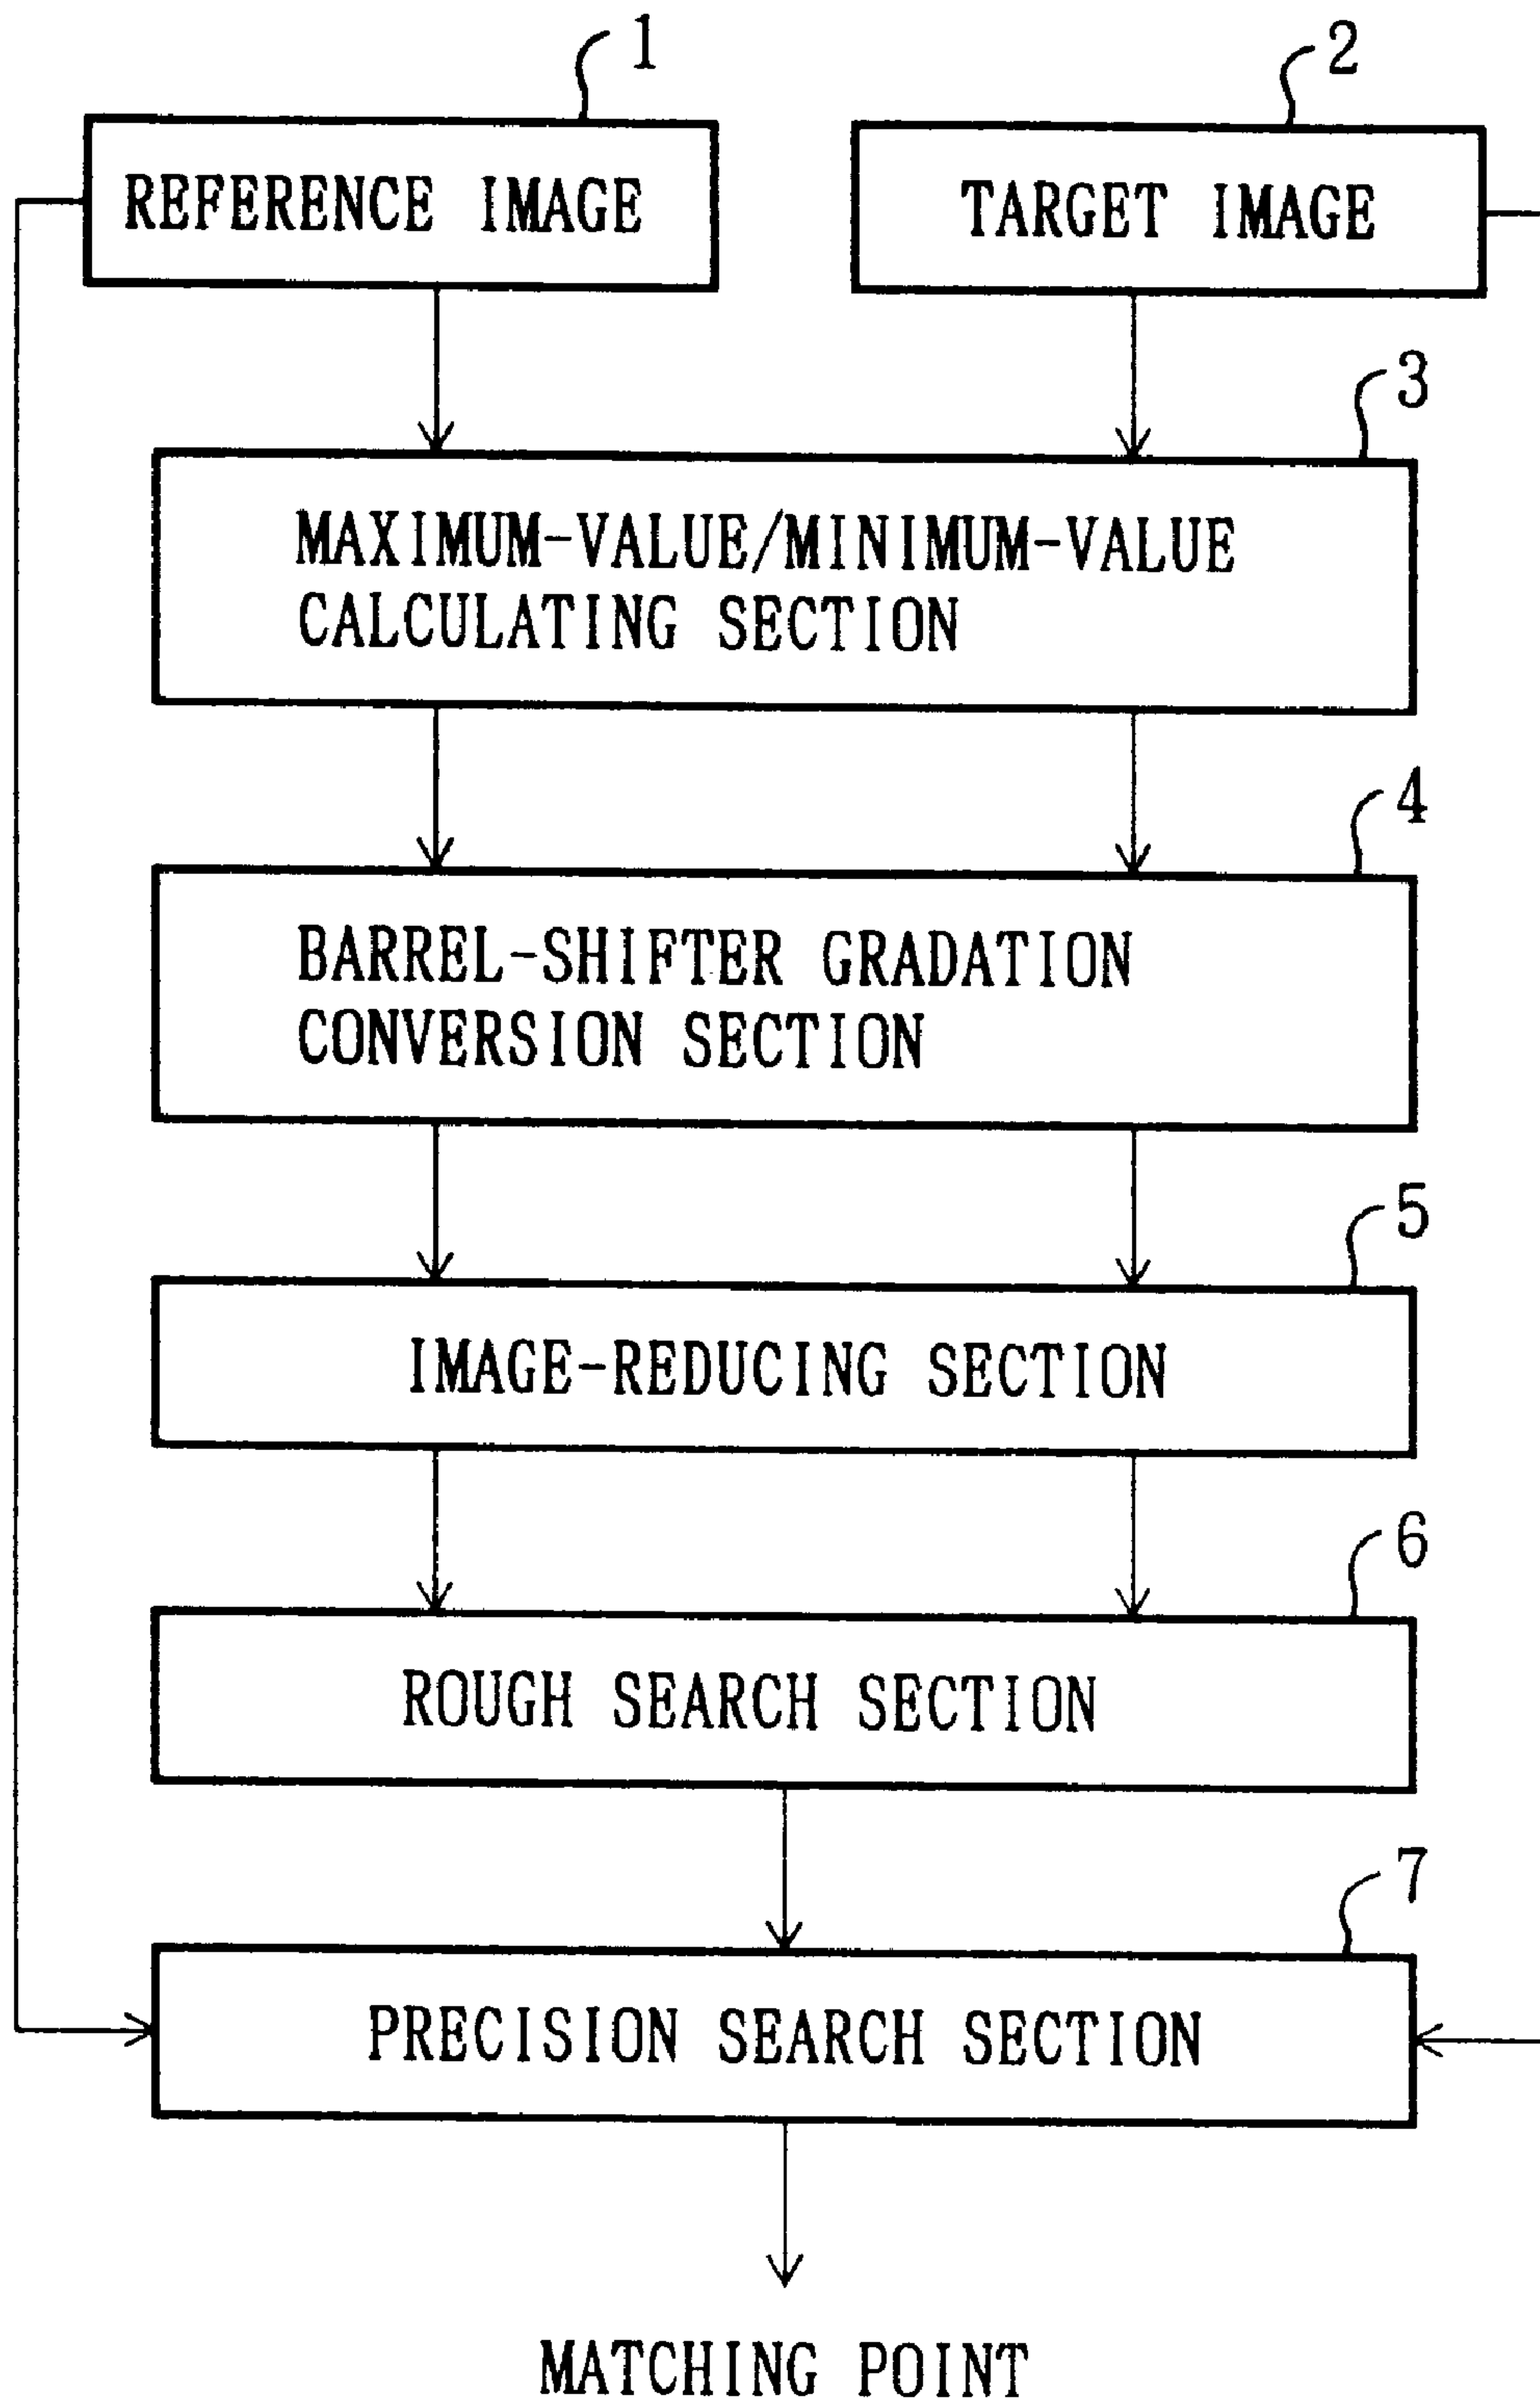 1
2
REFERENCE IMAGE
TARGET IMAGE
3
MAXIMUM-VALUE/MINIMUM-VALUE
CALCULATING SECTION
4
BARREL-SHIFTER GRADATION
CONVERSION SECTION
5
IMAGE-REDUCING SECTION
6
ROUGH SEARCH SECTION
7
PRECISION SEARCH SECTION
MATCHING POINT